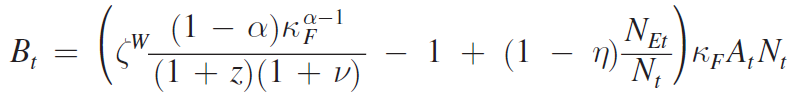 B_t = \left( \zeta^W \frac{(1 - \alpha)\kappa_F^{\alpha - 1}}{(1 + z)(1 + \nu)} - 1 + (1 - \eta) \frac{N_{Et}}{N_t} \right) \kappa_F A_t N_t